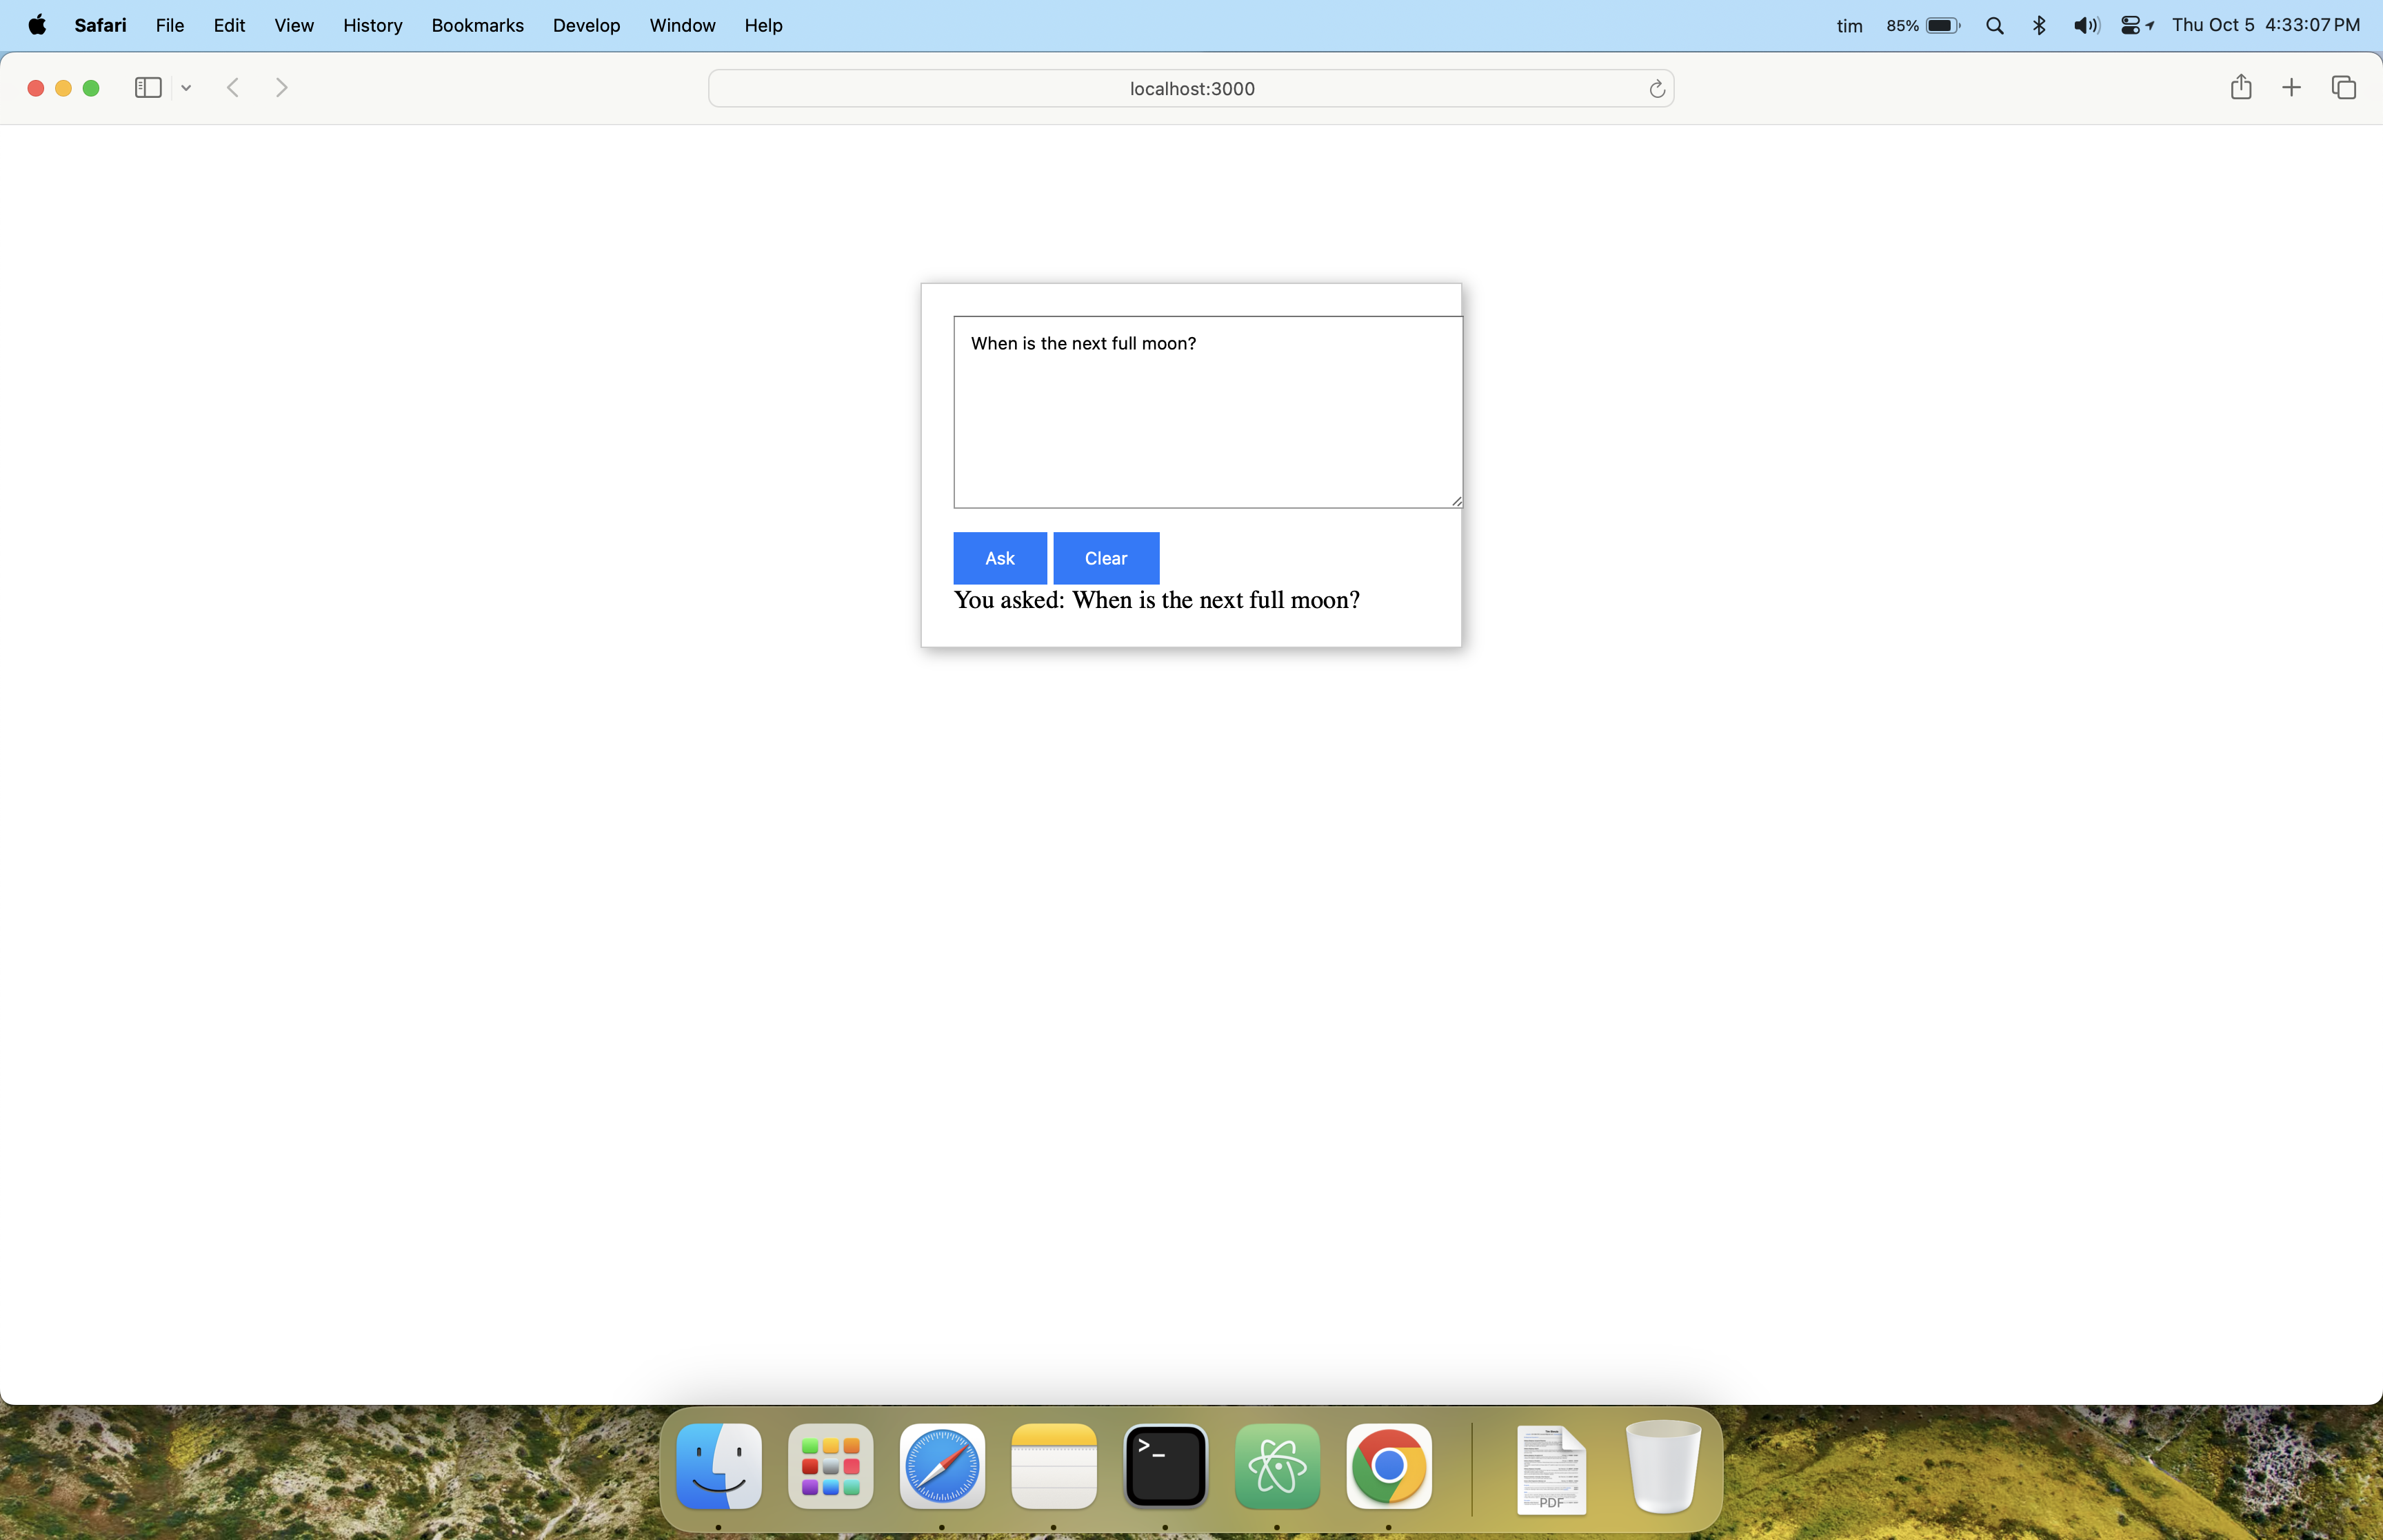 Safari File Edit View History Bookmarks Develop Window Help tim 85% Thu Oct 5 4:33:07 PM
localhost:3000
When is the next full moon?
Ask Clear
You asked: When is the next full moon?
>_
PDF